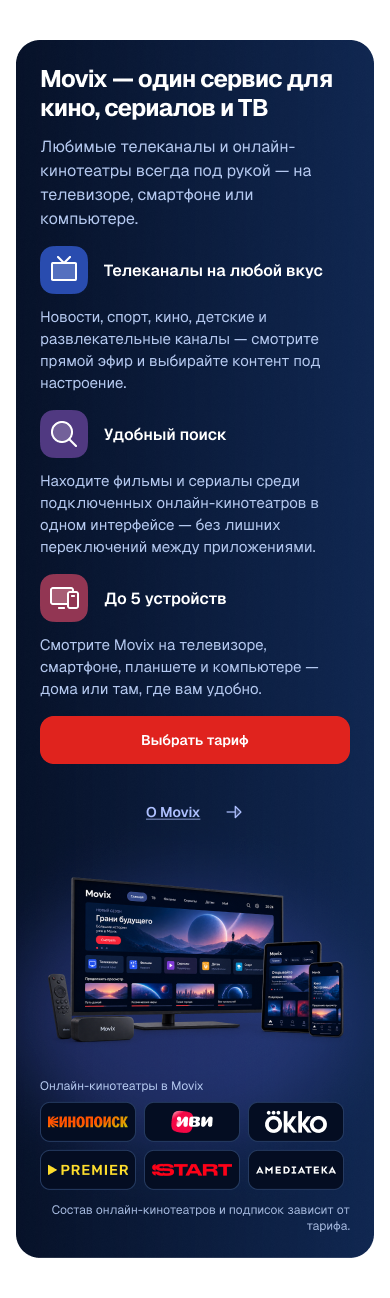 Movix — один сервис для
кино, сериалов и ТВ
Любимые телеканалы и онлайн-
кинотеатры всегда под рукой — на
телевизоре, смартфоне или
компьютере.
Телеканалы на любой вкус
Новости, спорт, кино, детские и
развлекательные каналы — смотрите
прямой эфир и выбирайте контент под
настроение.
Удобный поиск
Находите фильмы и сериалы среди
подключенных онлайн-кинотеатров в
одном интерфейсе — без лишних
переключений между приложениями.
До 5 устройств
Смотрите Movix на телевизоре,
смартфоне, планшете и компьютере —
дома или там, где вам удобно.
Выбрать тариф
О Movix
Movix
Грани будущего
Movix
Онлайн-кинотеатры в Movix
КИНОПОИСК
иви
ökko
PREMIER
START
AMEDIATEKA
Состав онлайн-кинотеатров и подписок зависит от
тарифа.